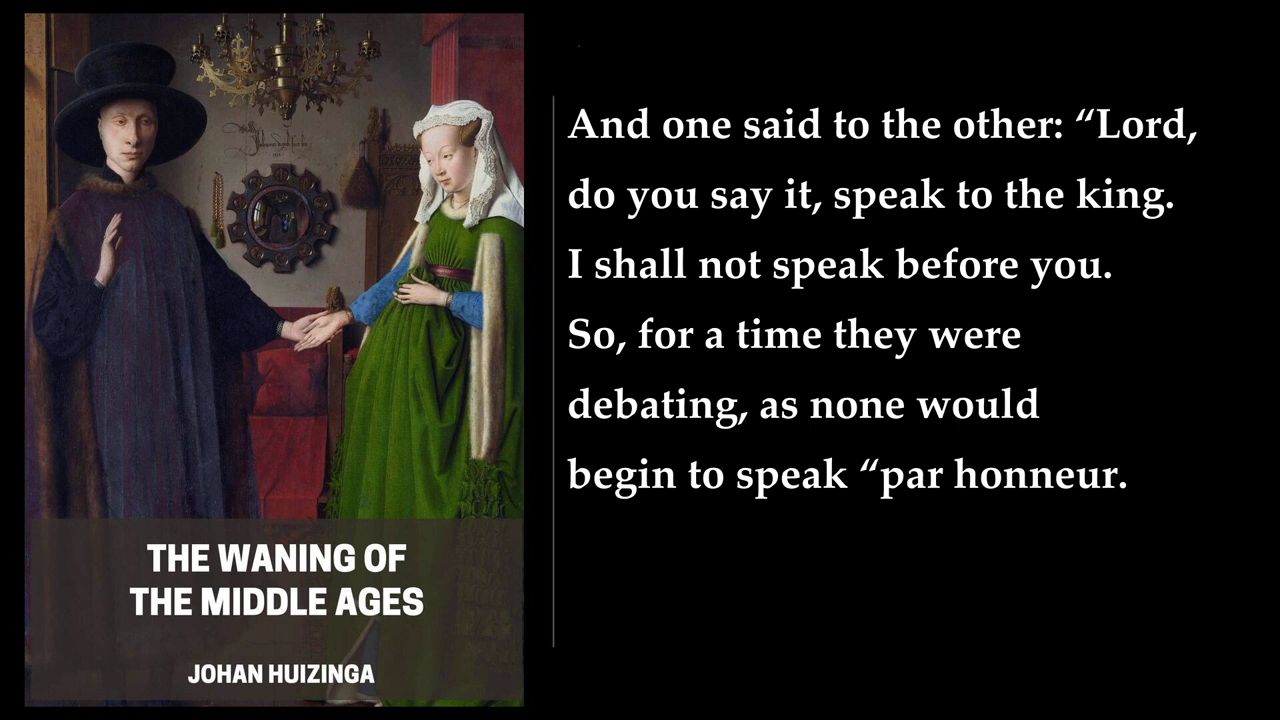 THE WANING OF
THE MIDDLE AGES
JOHAN HUIZINGA
And one said to the other: “Lord,
do you say it, speak to the king.
I shall not speak before you.
So, for a time they were
debating, as none would
begin to speak “par honneur.